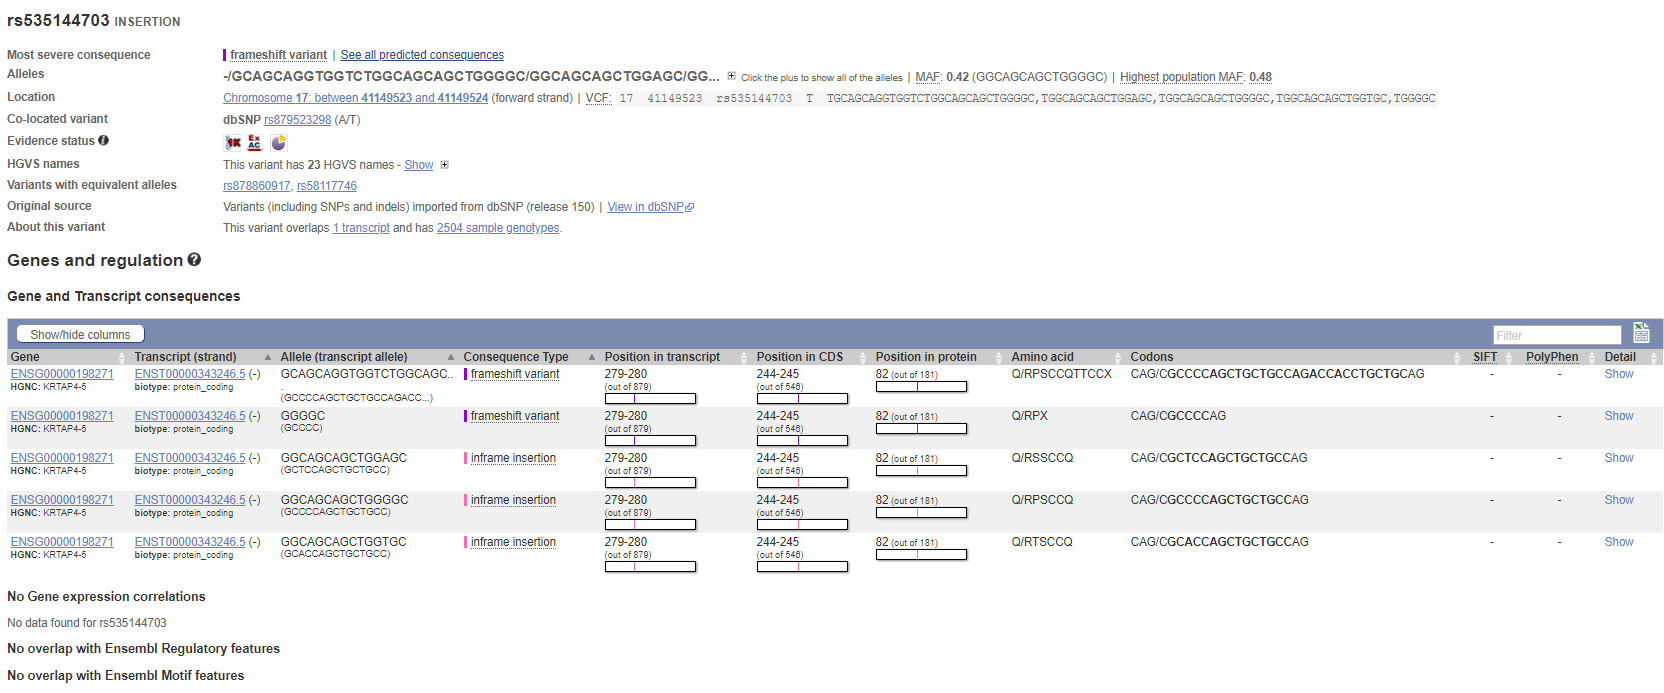 rs535144703 INSERTION
Most severe consequence frameshift variant | See all predicted consequences
Alleles -/GCAGCAGGTGGTCTGGCAGCAGCTGGGGC/GGCAGCAGCTGGAGC/GG... Click the plus to show all of the alleles | MAF: 0.42 (GGCAGCAGCTGGGGC) | Highest population MAF: 0.48
Location Chromosome 17: between 41149523 and 41149524 (forward strand) | VCF: 17 41149523 rs535144703 T TGCAGCAGGTGGTCTGGCAGCAGCTGGGGC,TGGCAGCAGCTGGAGC,TGGCAGCAGCTGGGGC,TGGCAGCAGCTGGTGC,TGGGGC
Co-located variant dbSNP rs879523298 (A/T)
Evidence status i 1K ExAC
HGVS names This variant has 23 HGVS names - Show
Variants with equivalent alleles rs878860917, rs58117746
Original source Variants (including SNPs and indels) imported from dbSNP (release 150) | View in dbSNP
About this variant This variant overlaps 1 transcript and has 2504 sample genotypes.
Genes and regulation ?
Gene and Transcript consequences
Show/hide columns Filter
Gene Transcript (strand) Allele (transcript allele) Consequence Type Position in transcript Position in CDS Position in protein Amino acid Codons SIFT PolyPhen Detail
ENSG00000198271 ENST00000343246.5 (-) GCAGCAGGTGGTCTGGCAGC.. frameshift variant 279-280 244-245 82 (out of 181) Q/RPSCCQTTCCX CAG/CGCCCCAGCTGCTGCCAGACCACCTGCTGCAG - - Show
HGNC: KRTAP4-5 biotype: protein_coding . (out of 879) (out of 546)
(GCCCCAGCTGCTGCCAGACC...)
ENSG00000198271 ENST00000343246.5 (-) GGGGC frameshift variant 279-280 244-245 82 (out of 181) Q/RPX CAG/CGCCCCAG - - Show
HGNC: KRTAP4-5 biotype: protein_coding (GCCCC) (out of 879) (out of 546)
ENSG00000198271 ENST00000343246.5 (-) GGCAGCAGCTGGAGC inframe insertion 279-280 244-245 82 (out of 181) Q/RSSCCQ CAG/CGCTCCAGCTGCTGCCAG - - Show
HGNC: KRTAP4-5 biotype: protein_coding (GCTCCAGCTGCTGCC) (out of 879) (out of 546)
ENSG00000198271 ENST00000343246.5 (-) GGCAGCAGCTGGGGC inframe insertion 279-280 244-245 82 (out of 181) Q/RPSCCQ CAG/CGCCCCAGCTGCTGCCAG - - Show
HGNC: KRTAP4-5 biotype: protein_coding (GCCCCAGCTGCTGCC) (out of 879) (out of 546)
ENSG00000198271 ENST00000343246.5 (-) GGCAGCAGCTGGTGC inframe insertion 279-280 244-245 82 (out of 181) Q/RTSCCQ CAG/CGCACCAGCTGCTGCCAG - - Show
HGNC: KRTAP4-5 biotype: protein_coding (GCACCAGCTGCTGCC) (out of 879) (out of 546)
No Gene expression correlations
No data found for rs535144703
No overlap with Ensembl Regulatory features
No overlap with Ensembl Motif features